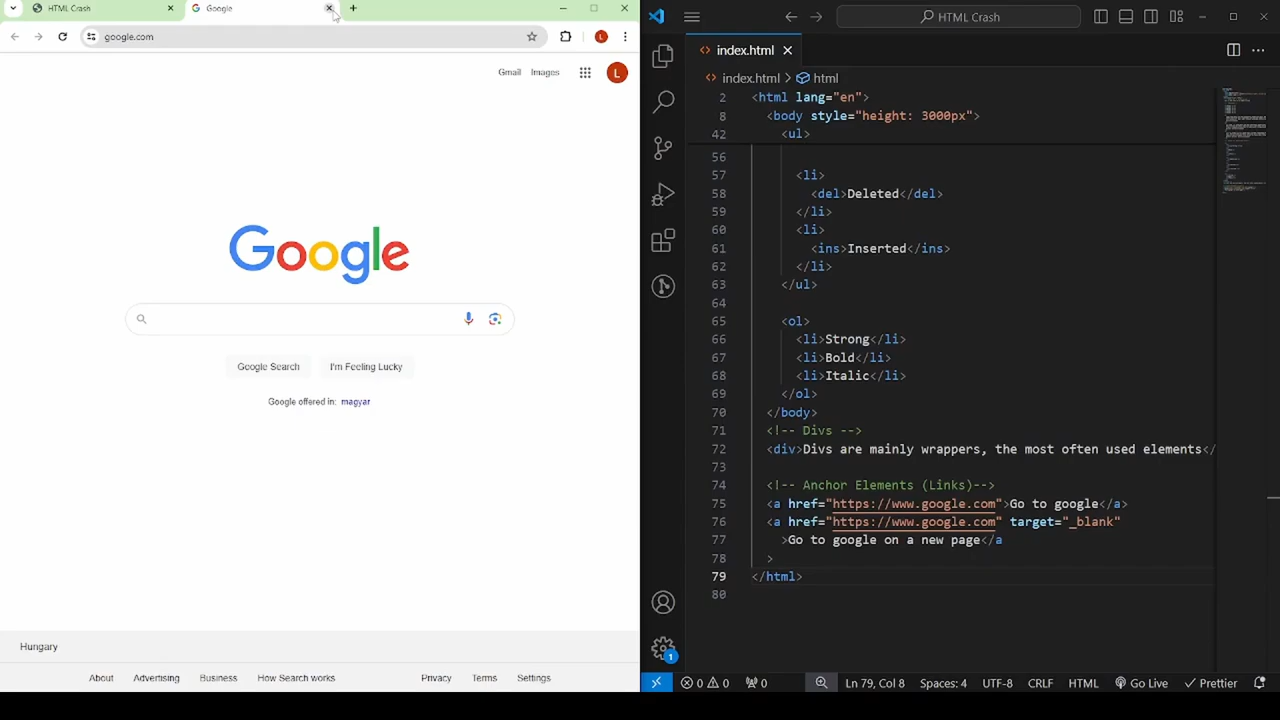 HTML Crash
Google
google.com
L
Gmail
Images
L
Google
Google Search
I'm Feeling Lucky
Google offered in: magyar
Hungary
About
Advertising
Business
How Search works
Privacy
Terms
Settings
HTML Crash
index.html
index.html > html
2 <html lang="en">
8 <body style="height: 3000px">
42 <ul>
56
57 <li>
58 <del>Deleted</del>
59 </li>
60 <li>
61 <ins>Inserted</ins>
62 </li>
63 </ul>
64
65 <ol>
66 <li>Strong</li>
67 <li>Bold</li>
68 <li>Italic</li>
69 </ol>
70 </body>
71 <!-- Divs -->
72 <div>Divs are mainly wrappers, the most often used elements</
73
74 <!-- Anchor Elements (Links)-->
75 <a href="https://www.google.com">Go to google</a>
76 <a href="https://www.google.com" target="_blank"
77 >Go to google on a new page</a
78 >
79 </html>
80
1
0 0
0
Ln 79, Col 8
Spaces: 4
UTF-8
CRLF
HTML
Go Live
Prettier